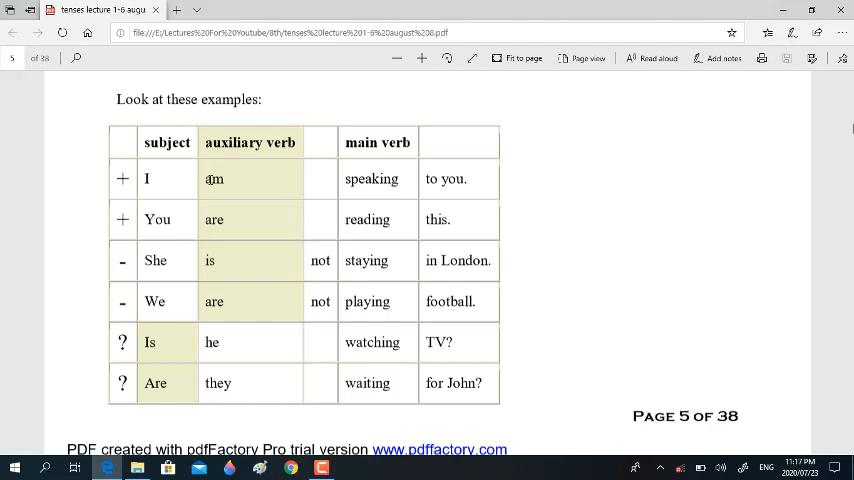 tenses lecture 1-6 augu
file:///E:/Lectures%20For%20Youtube/8th/tenses%20lecture%201-6%20august%208.pdf
5 of 38
Fit to page
Page view
Read aloud
Add notes
Look at these examples:
subject auxiliary verb main verb
+ I am speaking to you.
+ You are reading this.
- She is not staying in London.
- We are not playing football.
? Is he watching TV?
? Are they waiting for John?
PAGE 5 OF 38
PDF created with pdfFactory Pro trial version www.pdffactory.com
ENG
11:17 PM
2020/07/23